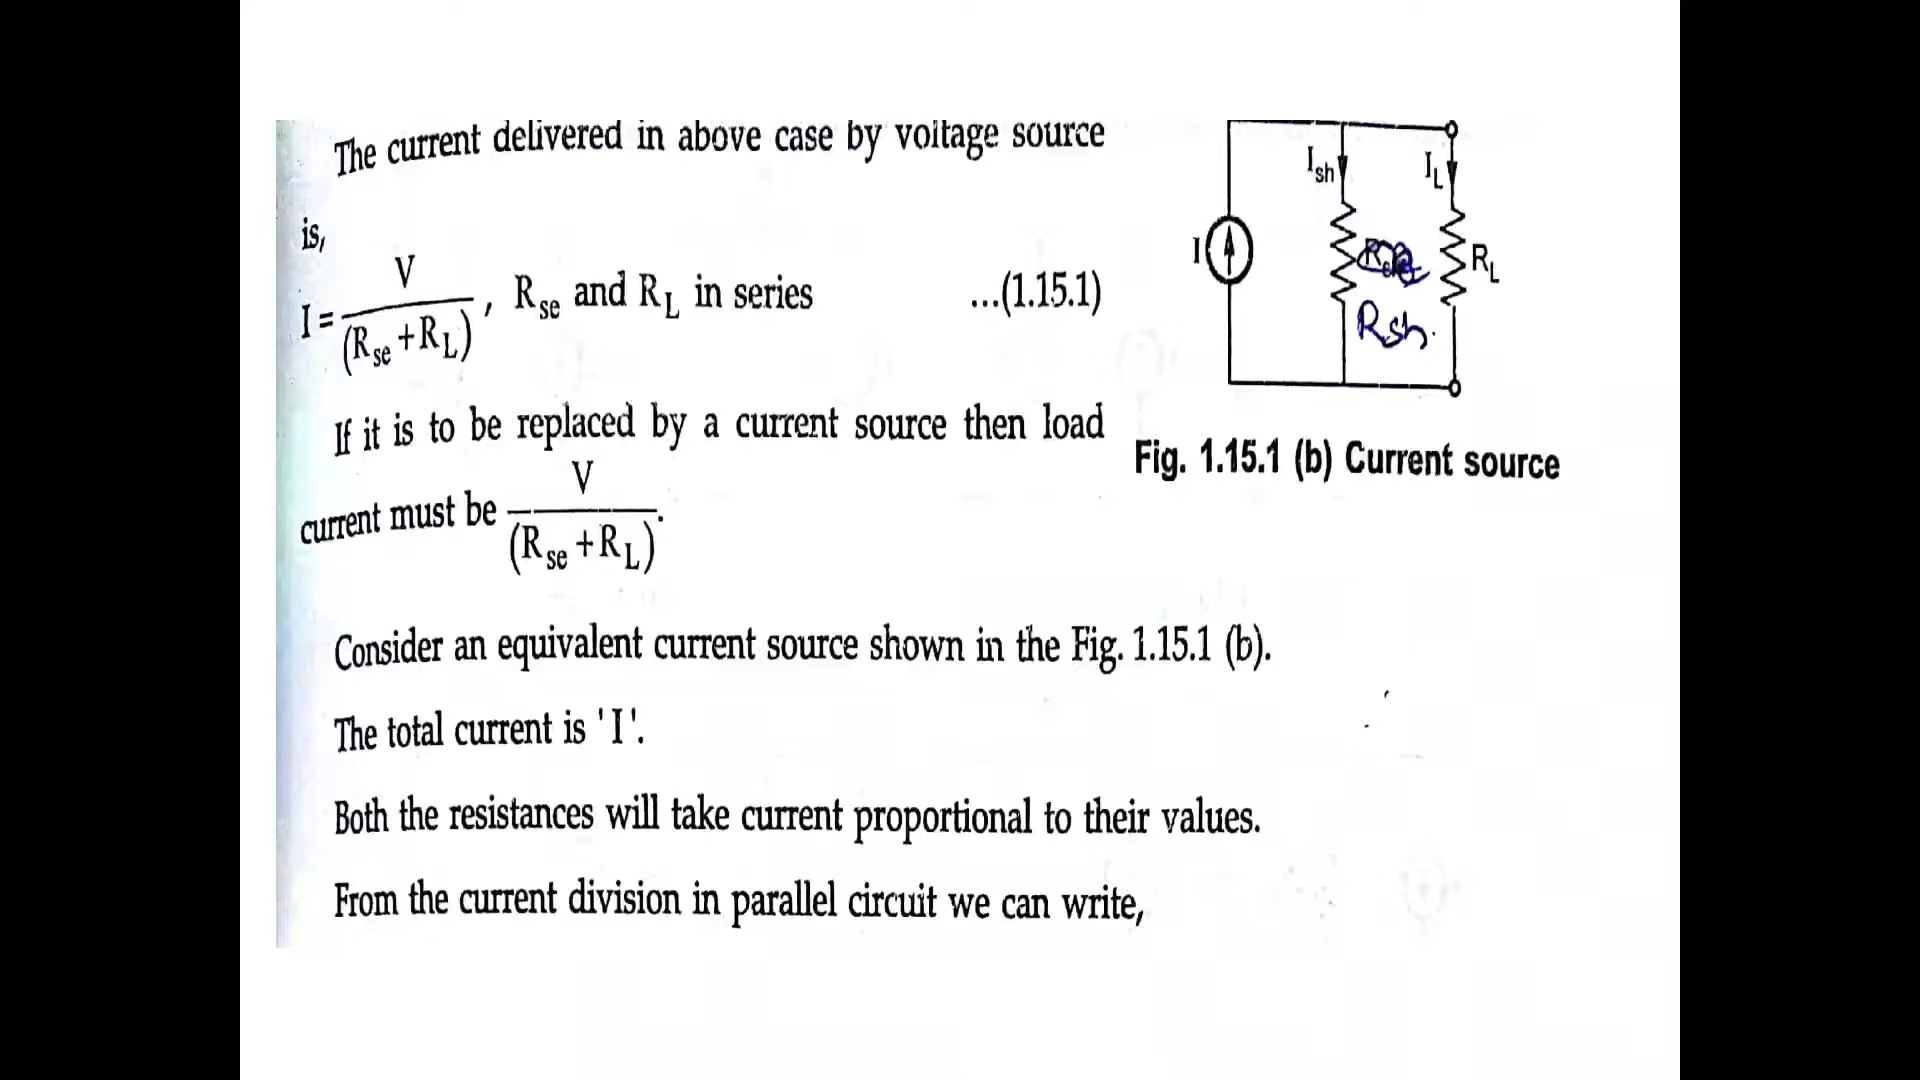 The current delivered in above case by voltage source
is,
I = V / (Rse + RL) , Rse and RL in series ...(1.15.1)
If it is to be replaced by a current source then load
current must be V / (Rse + RL).
Consider an equivalent current source shown in the Fig. 1.15.1 (b).
The total current is 'I'.
Both the resistances will take current proportional to their values.
From the current division in parallel circuit we can write,
Ish
IL
I
RL
Rsh.
Fig. 1.15.1 (b) Current source